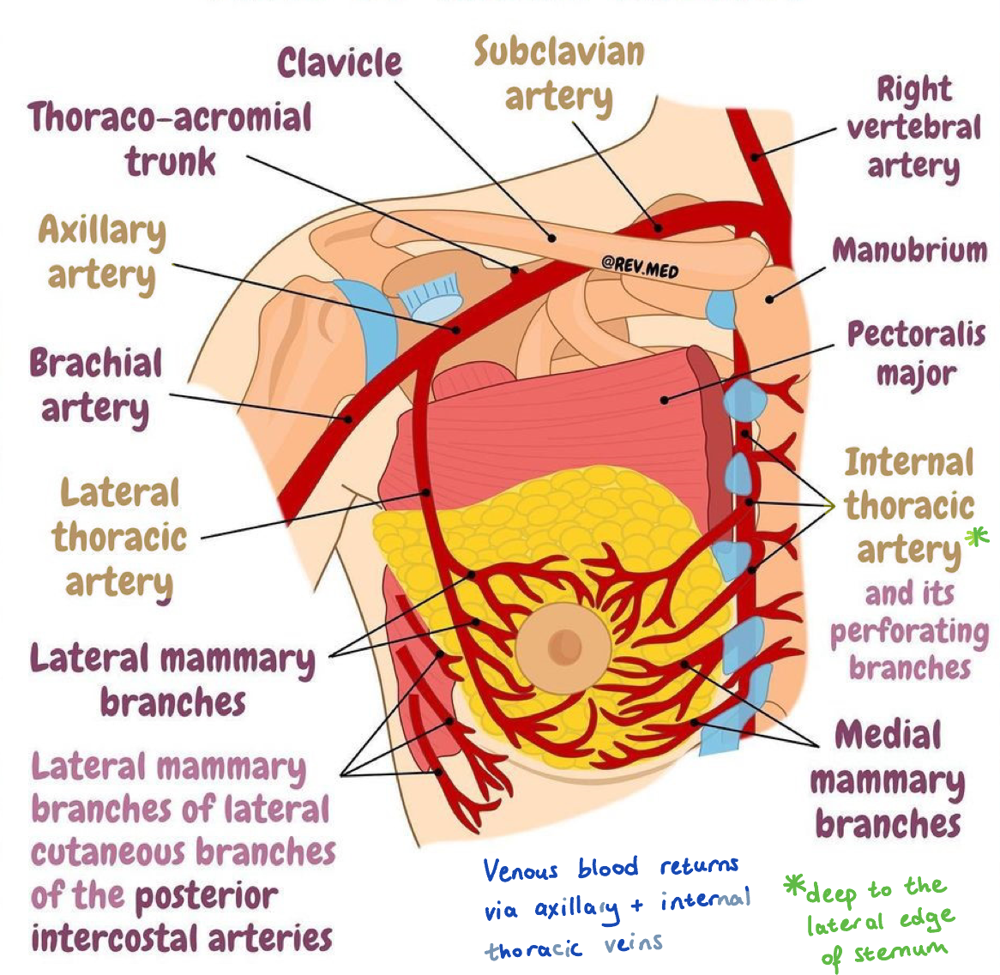 Clavicle
Subclavian
artery
Thoraco-acromial
trunk
Right
vertebral
artery
Axillary
artery
@REV.MED
Manubrium
Brachial
artery
Pectoralis
major
Lateral
thoracic
artery
Internal
thoracic
artery*
and its
perforating
branches
Lateral mammary
branches
Medial
mammary
branches
Lateral mammary
branches of lateral
cutaneous branches
of the posterior
intercostal arteries
Venous blood returns
via axillary + internal
thoracic veins
*deep to the
lateral edge
of sternum